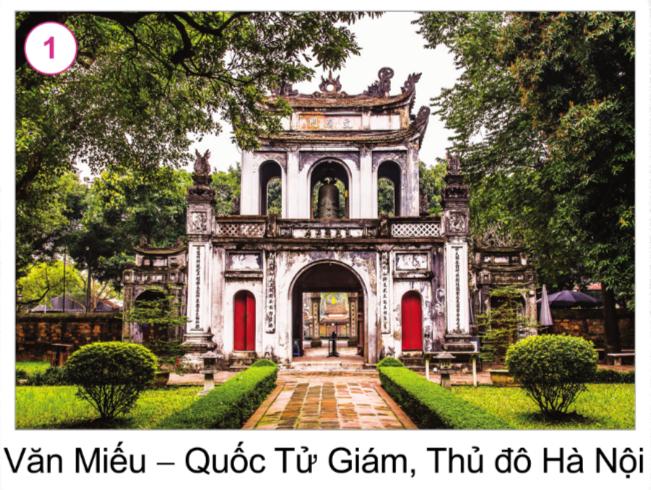 1
Văn Miếu – Quốc Tử Giám, Thủ đô Hà Nội